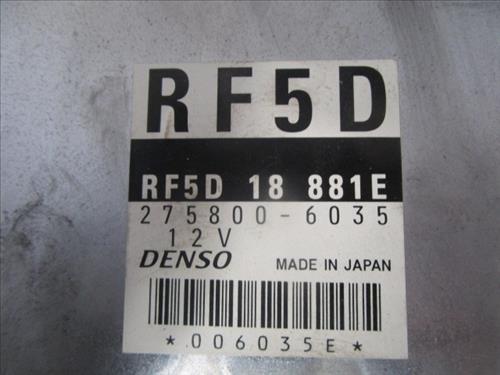 RF5D
RF5D 18 881E
275800-6035
12V
DENSO MADE IN JAPAN
*006035E*